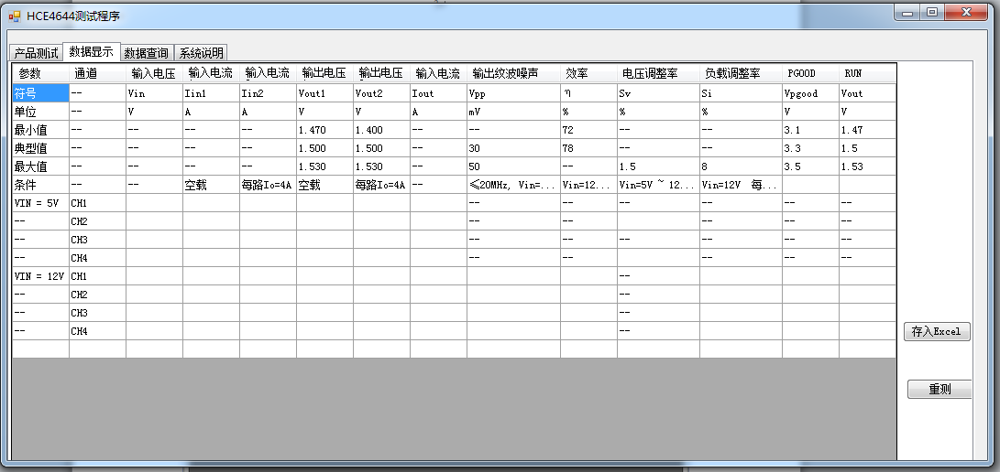 HCE4644测试程序
产品测试 数据显示 数据查询 系统说明
参数 通道 输入电压 输入电流 输入电流 输出电压 输出电压 输入电流 输出纹波噪声 效率 电压调整率 负载调整率 PGOOD RUN
符号 -- Vin Iin1 Iin2 Vout1 Vout2 Iout Vpp η Sv Si Vpgood Vout
单位 -- V A A V V A mV % % % V V
最小值 -- -- -- -- 1.470 1.400 -- -- 72 -- -- 3.1 1.47
典型值 -- -- -- -- 1.500 1.500 -- 30 78 -- -- 3.3 1.5
最大值 -- -- -- -- 1.530 1.530 -- 50 -- 1.5 8 3.5 1.53
条件 -- -- 空载 每路Io=4A 空载 每路Io=4A -- ≤20MHz, Vin=... Vin=12... Vin=5V ~ 12... Vin=12V 每...
VIN = 5V CH1 -- -- -- -- -- --
-- CH2 -- -- -- -- --
-- CH3 -- -- -- -- -- --
-- CH4 -- -- -- -- --
VIN = 12V CH1 --
-- CH2 --
-- CH3 --
-- CH4 --
存入Excel
重测